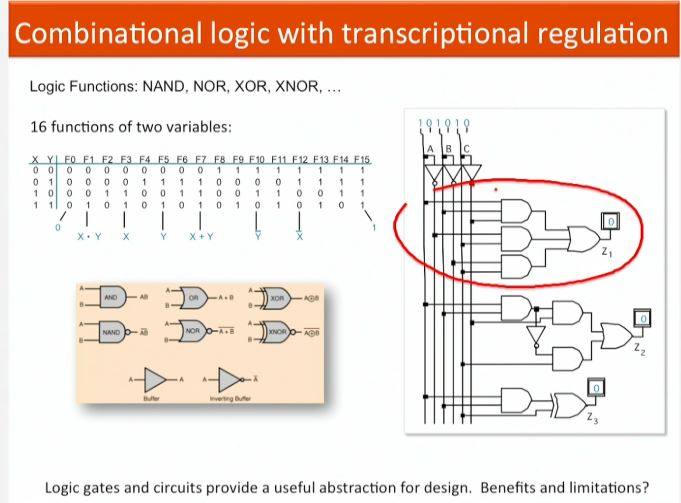 Combinational logic with transcriptional regulation
Logic Functions: NAND, NOR, XOR, XNOR, ...
16 functions of two variables:
X Y F0 F1 F2 F3 F4 F5 F6 F7 F8 F9 F10 F11 F12 F13 F14 F15
0 0 0 0 0 0 0 0 0 0 1 1 1 1 1 1 1 1
0 1 0 0 0 0 1 1 1 1 0 0 0 0 1 1 1 1
1 0 0 0 1 1 0 0 1 1 0 0 1 1 0 0 1 1
1 1 0 1 0 1 0 1 0 1 0 1 0 1 0 1 0 1
0 X • Y X Y X + Y Y̅ X̅ 1
A B AND AB
A B OR A + B
A B XOR A⊕B
A B NAND A̅B̅
A B NOR A̅ ̅+̅ ̅B̅
A B XNOR A̅⊕̅B̅
A A
Buffer
A A̅
Inverting Buffer
1 0 1 0 1 0
A B C
0
Z1
0
Z2
0
Z3
Logic gates and circuits provide a useful abstraction for design. Benefits and limitations?